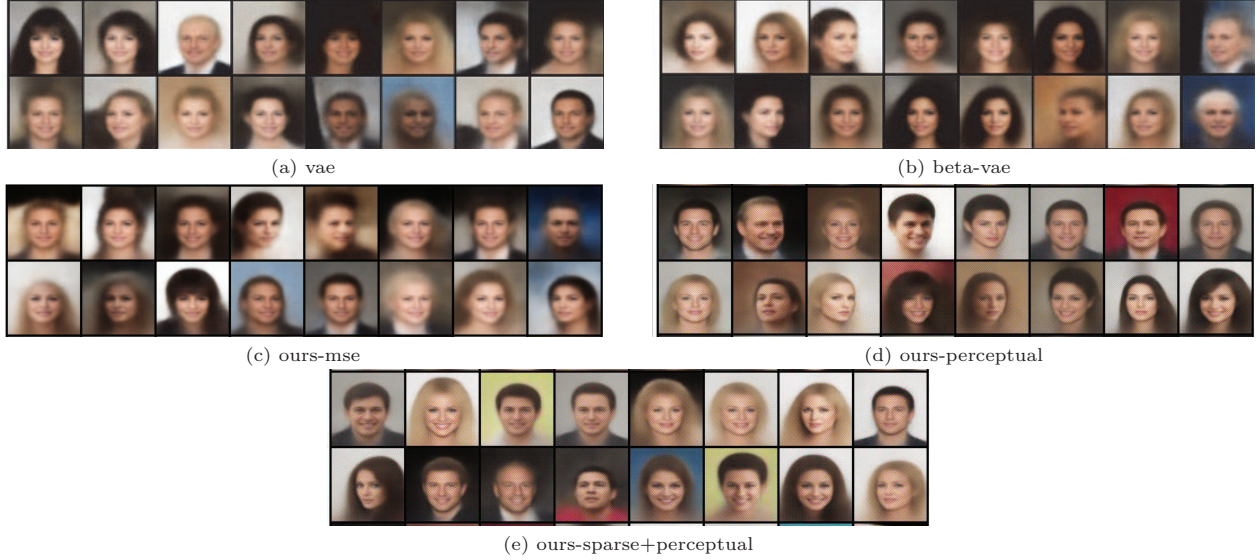 (a) vae
(b) beta-vae
(c) ours-mse
(d) ours-perceptual
(e) ours-sparse+perceptual